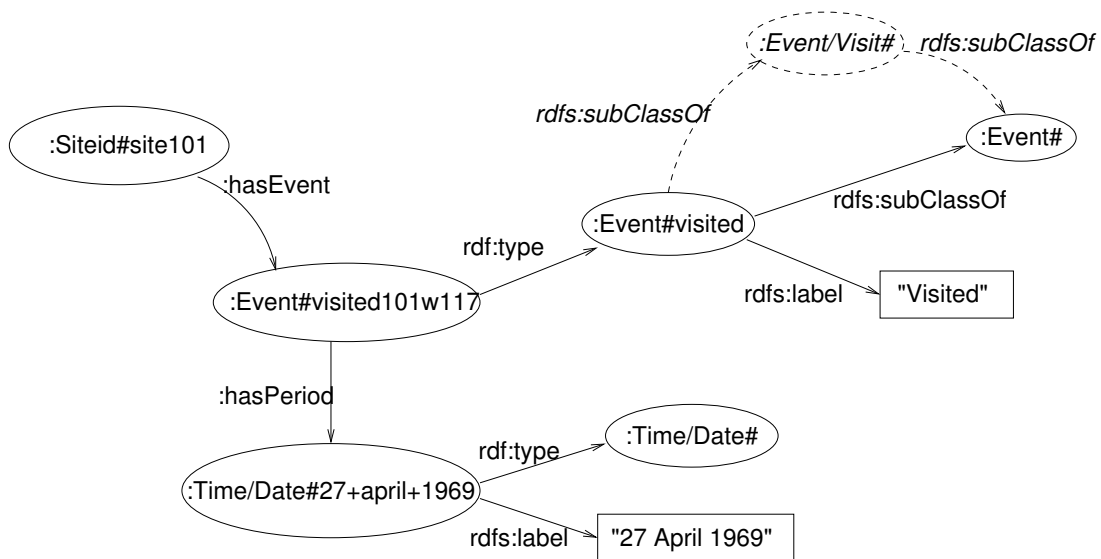 :Event/Visit#
rdfs:subClassOf
rdfs:subClassOf
:Siteid#site101
:Event#
:hasEvent
rdfs:subClassOf
:Event#visited
rdf:type
rdfs:label
"Visited"
:Event#visited101w117
:hasPeriod
:Time/Date#
rdf:type
:Time/Date#27+april+1969
rdfs:label
"27 April 1969"